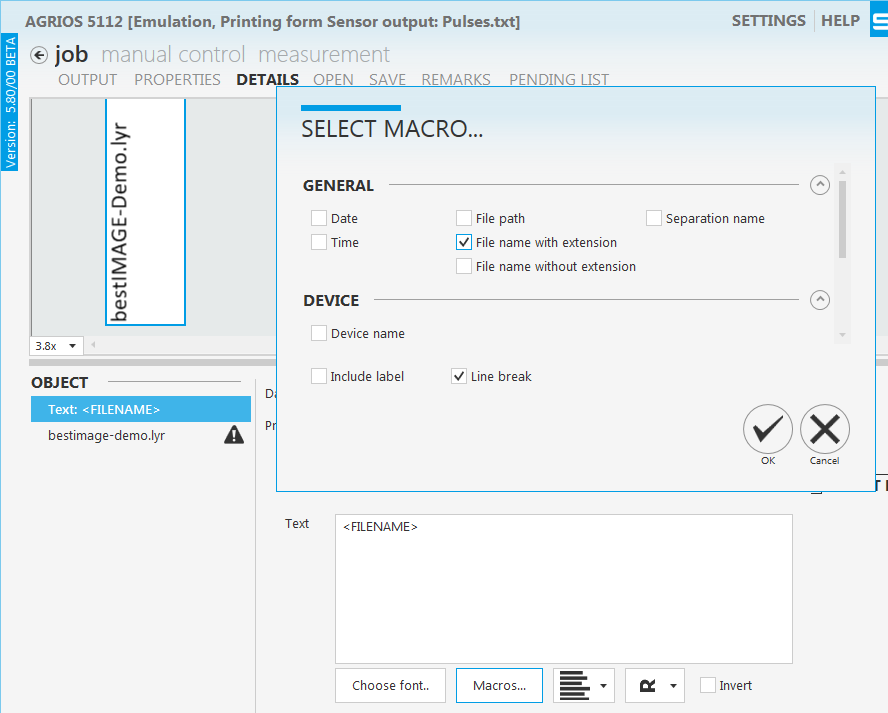 AGRIOS 5112 [Emulation, Printing form Sensor output: Pulses.txt]
SETTINGS HELP
Version: 5.80/00 BETA
job manual control measurement
OUTPUT PROPERTIES DETAILS OPEN SAVE REMARKS PENDING LIST
bestIMAGE-Demo.lyr
SELECT MACRO...
GENERAL
Date File path Separation name
Time File name with extension
File name without extension
DEVICE
Device name
Include label Line break
OK Cancel
3.8x
OBJECT
Text: <FILENAME>
bestimage-demo.lyr
Text
<FILENAME>
Choose font.. Macros... R Invert